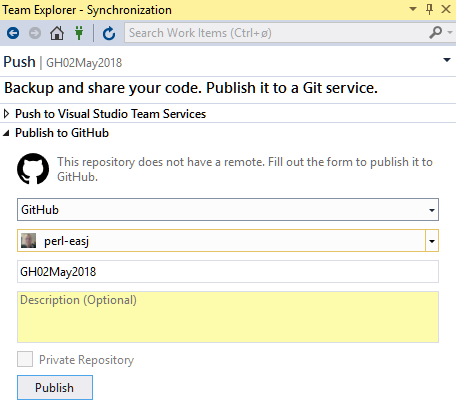 Team Explorer - Synchronization
Search Work Items (Ctrl+ø)
Push | GH02May2018
Backup and share your code. Publish it to a Git service.
Push to Visual Studio Team Services
Publish to GitHub
This repository does not have a remote. Fill out the form to publish it to
GitHub.
GitHub
perl-easj
GH02May2018
Description (Optional)
Private Repository
Publish